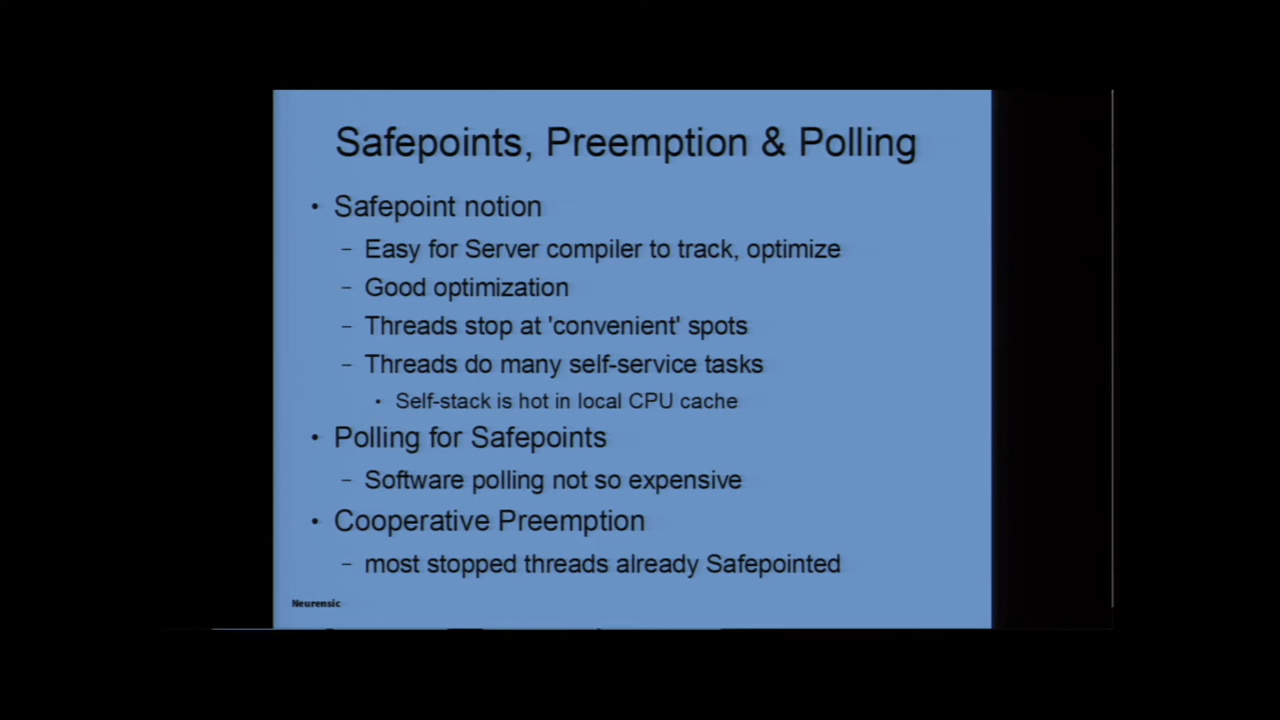 Safepoints, Preemption & Polling
• Safepoint notion
– Easy for Server compiler to track, optimize
– Good optimization
– Threads stop at 'convenient' spots
– Threads do many self-service tasks
• Self-stack is hot in local CPU cache
• Polling for Safepoints
– Software polling not so expensive
• Cooperative Preemption
– most stopped threads already Safepointed
Neurensic